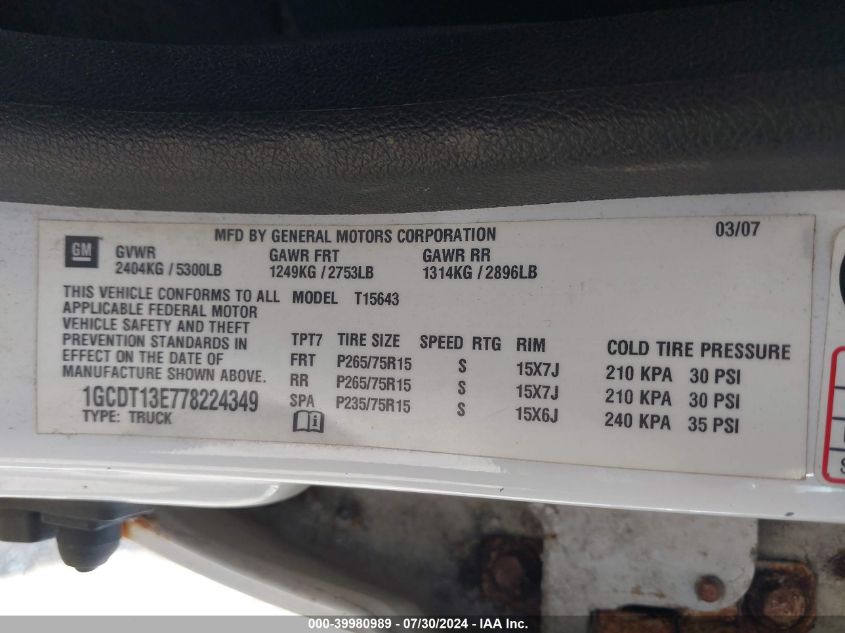 MFD BY GENERAL MOTORS CORPORATION 03/07
GM
GVWR GAWR FRT GAWR RR
2404KG / 5300LB 1249KG / 2753LB 1314KG / 2896LB
THIS VEHICLE CONFORMS TO ALL
APPLICABLE FEDERAL MOTOR
VEHICLE SAFETY AND THEFT
PREVENTION STANDARDS IN
EFFECT ON THE DATE OF
MANUFACTURE SHOWN ABOVE.
1GCDT13E778224349
TYPE: TRUCK
MODEL T15643
TPT7 TIRE SIZE SPEED RTG RIM COLD TIRE PRESSURE
FRT P265/75R15 S 15X7J 210 KPA 30 PSI
RR P265/75R15 S 15X7J 210 KPA 30 PSI
SPA P235/75R15 S 15X6J 240 KPA 35 PSI
000-39980989 - 07/30/2024 - IAA Inc.